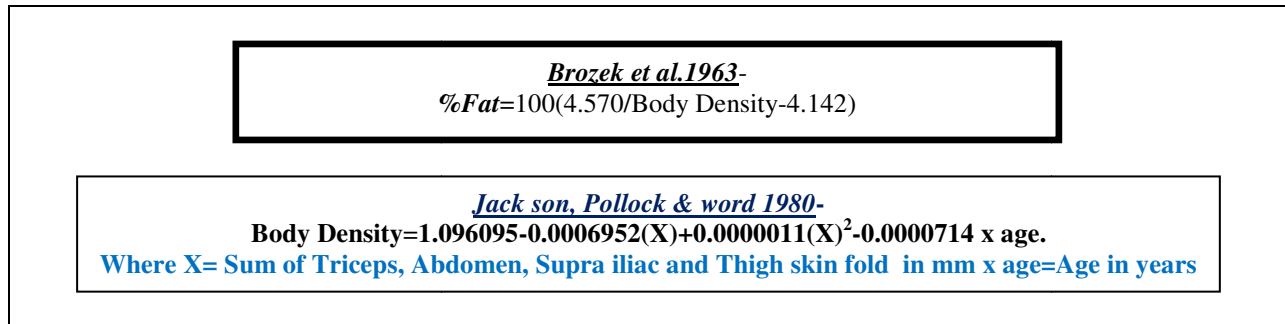 Brozek et al.1963-
%Fat=100(4.570/Body Density-4.142)
Jack son, Pollock & word 1980-
Body Density=1.096095-0.0006952(X)+0.0000011(X)²-0.0000714 x age.
Where X= Sum of Triceps, Abdomen, Supra iliac and Thigh skin fold in mm x age=Age in years